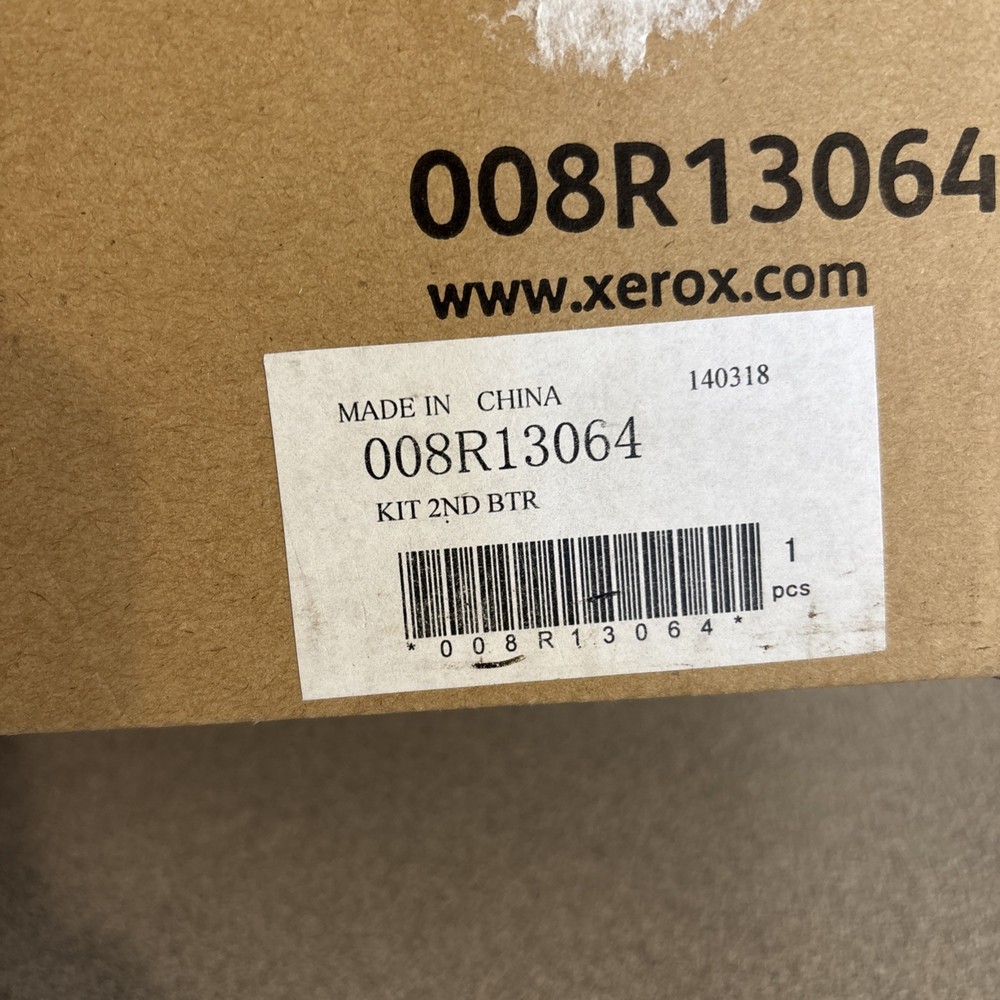 008R13064
www.xerox.com
MADE IN CHINA 140318
008R13064
KIT 2ND BTR
1
pcs
*008R13064*